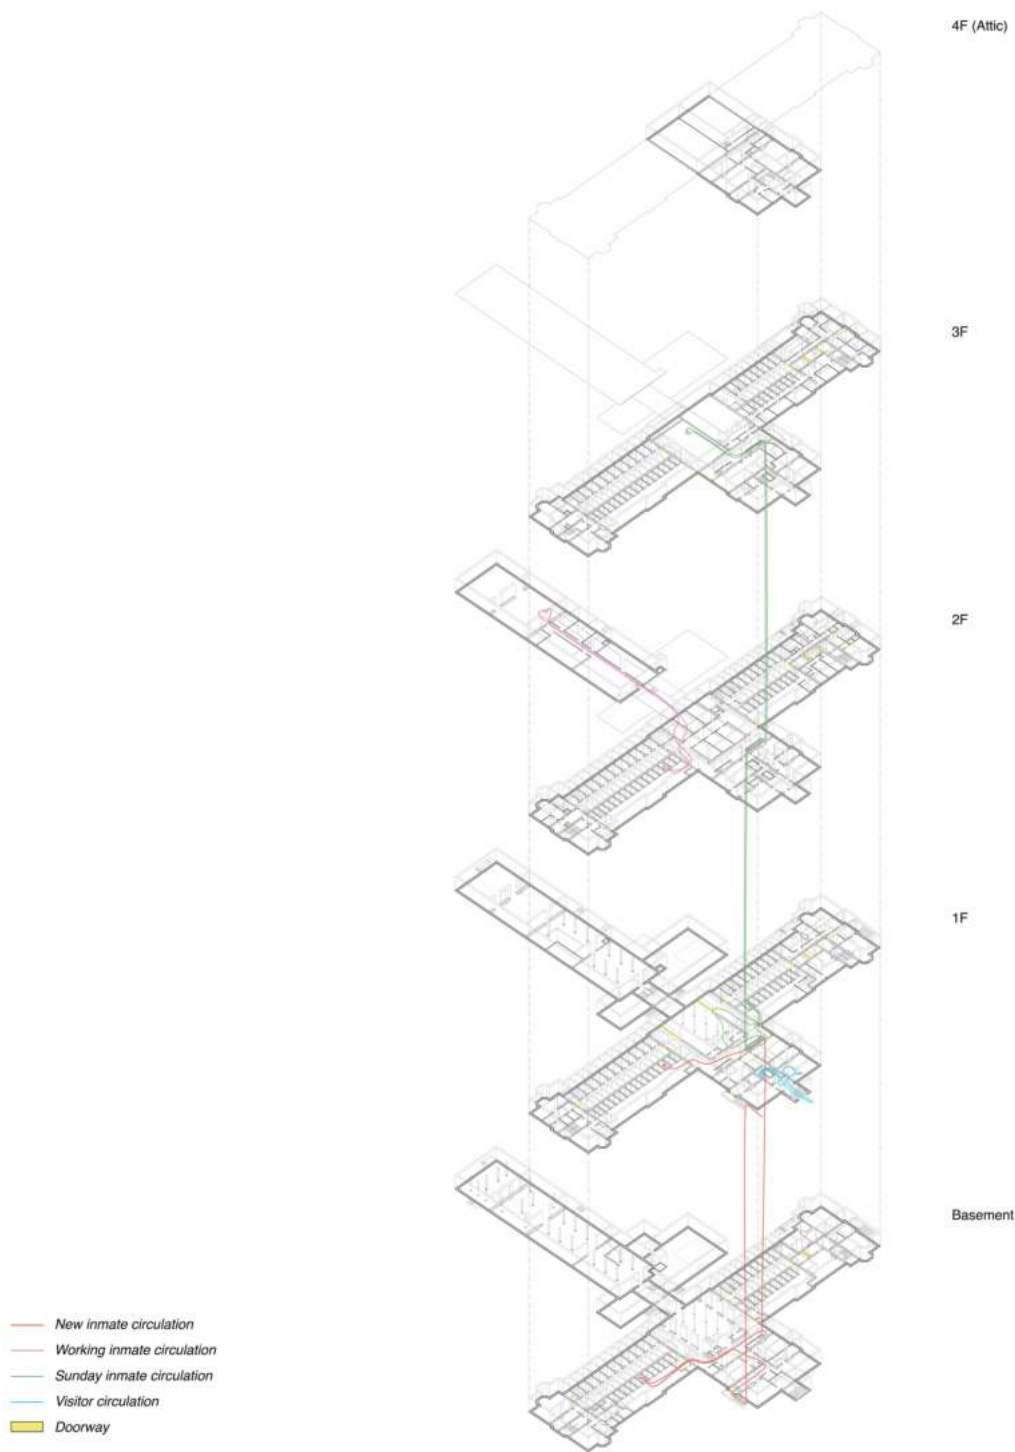 4F (Attic)
3F
2F
1F
Basement
New inmate circulation
Working inmate circulation
Sunday inmate circulation
Visitor circulation
Doorway